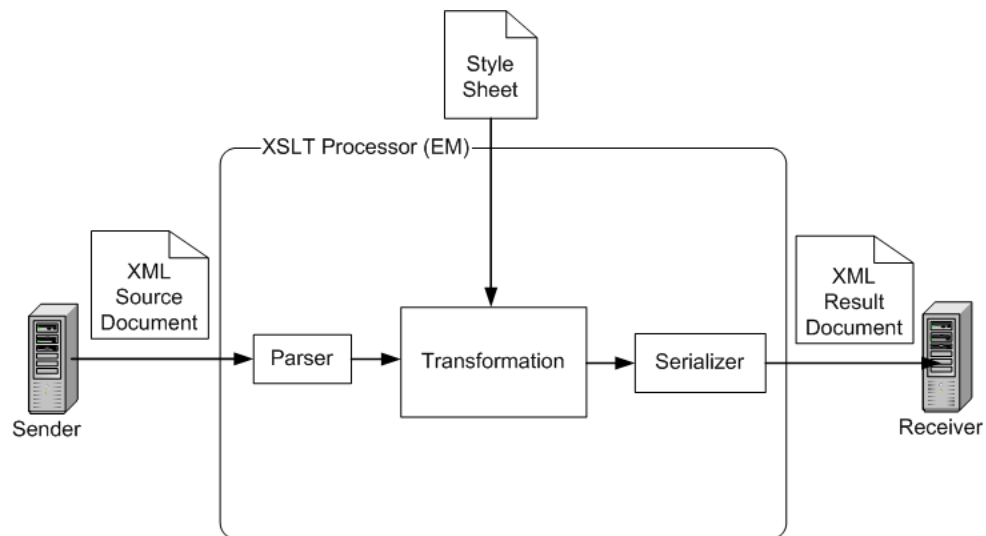 Style
Sheet
XSLT Processor (EM)
XML
Source
Document
XML
Result
Document
Parser
Transformation
Serializer
Sender
Receiver